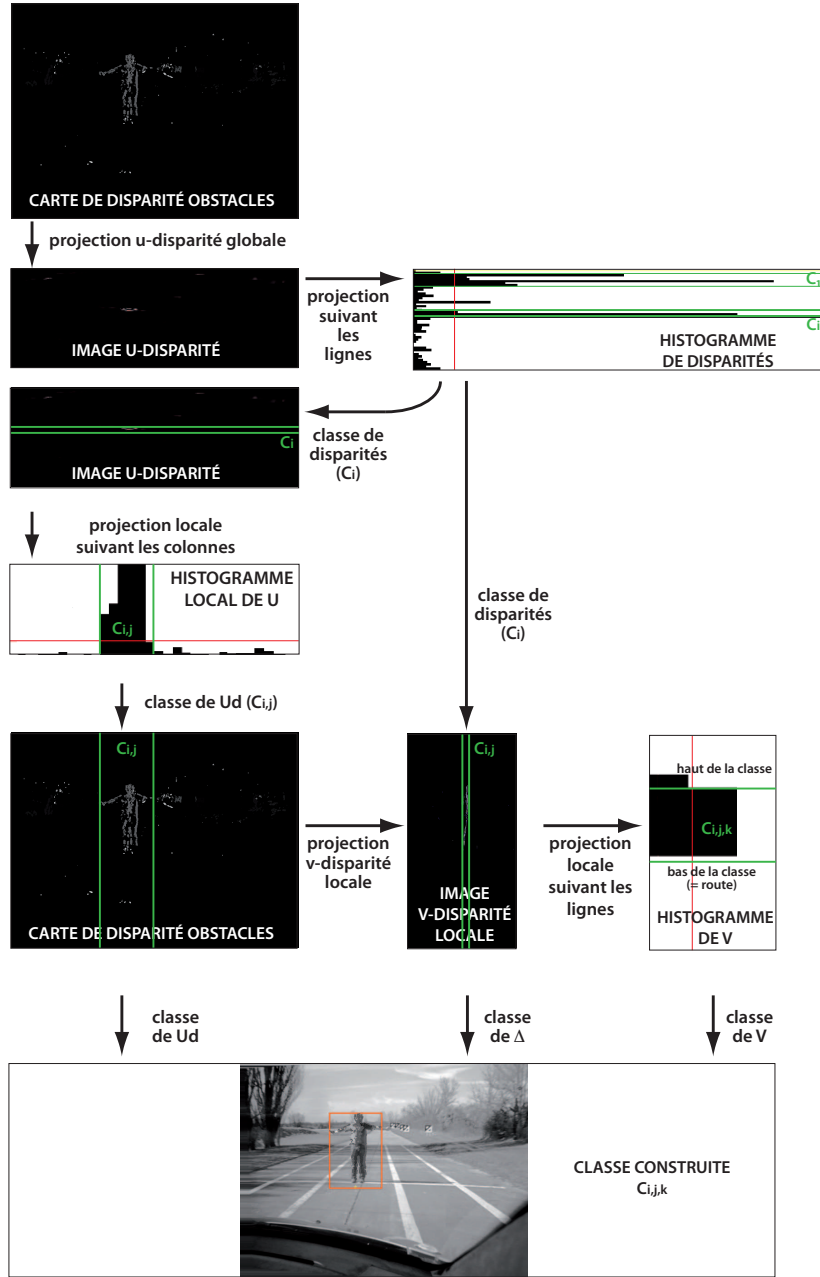 CARTE DE DISPARITÉ OBSTACLES
projection u-disparité globale
IMAGE U-DISPARITÉ
projection
suivant
les
lignes
C1
Ci
HISTOGRAMME
DE DISPARITÉS
Ci
IMAGE U-DISPARITÉ
classe de
disparités
(Ci)
projection locale
suivant les colonnes
HISTOGRAMME
LOCAL DE U
Ci,j
classe de
disparités
(Ci)
classe de Ud (Ci,j)
Ci,j
CARTE DE DISPARITÉ OBSTACLES
projection
v-disparité
locale
Ci,j
IMAGE
V-DISPARITÉ
LOCALE
projection
locale
suivant les
lignes
haut de la classe
Ci,j,k
bas de la classe
(= route)
HISTOGRAMME
DE V
classe
de Ud
classe
de Δ
classe
de V
CLASSE CONSTRUITE
Ci,j,k